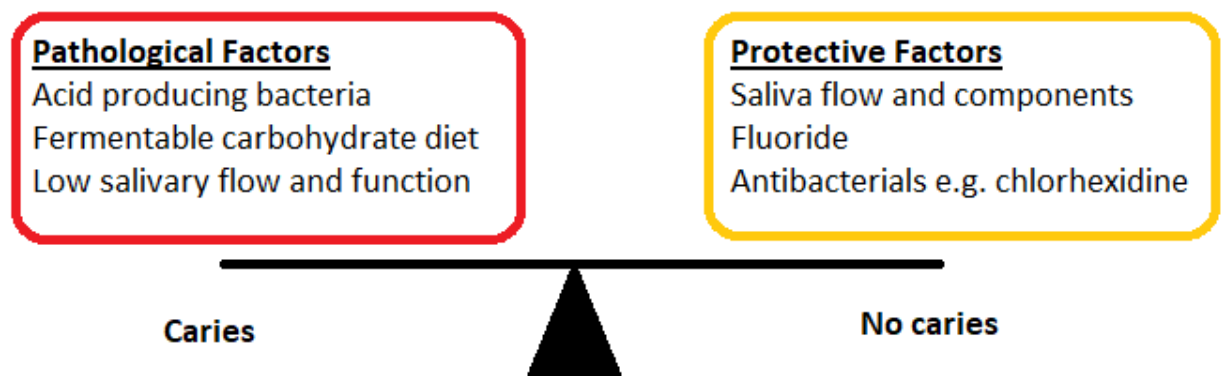 Pathological Factors
Acid producing bacteria
Fermentable carbohydrate diet
Low salivary flow and function
Protective Factors
Saliva flow and components
Fluoride
Antibacterials e.g. chlorhexidine
Caries
No caries